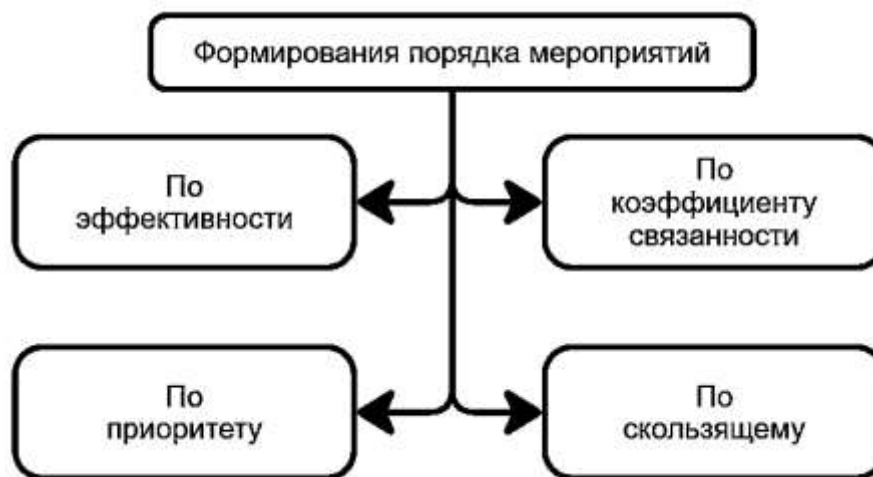 Формирования порядка мероприятий
По
эффективности
По
коэффициенту
связанности
По
приоритету
По
скользящему